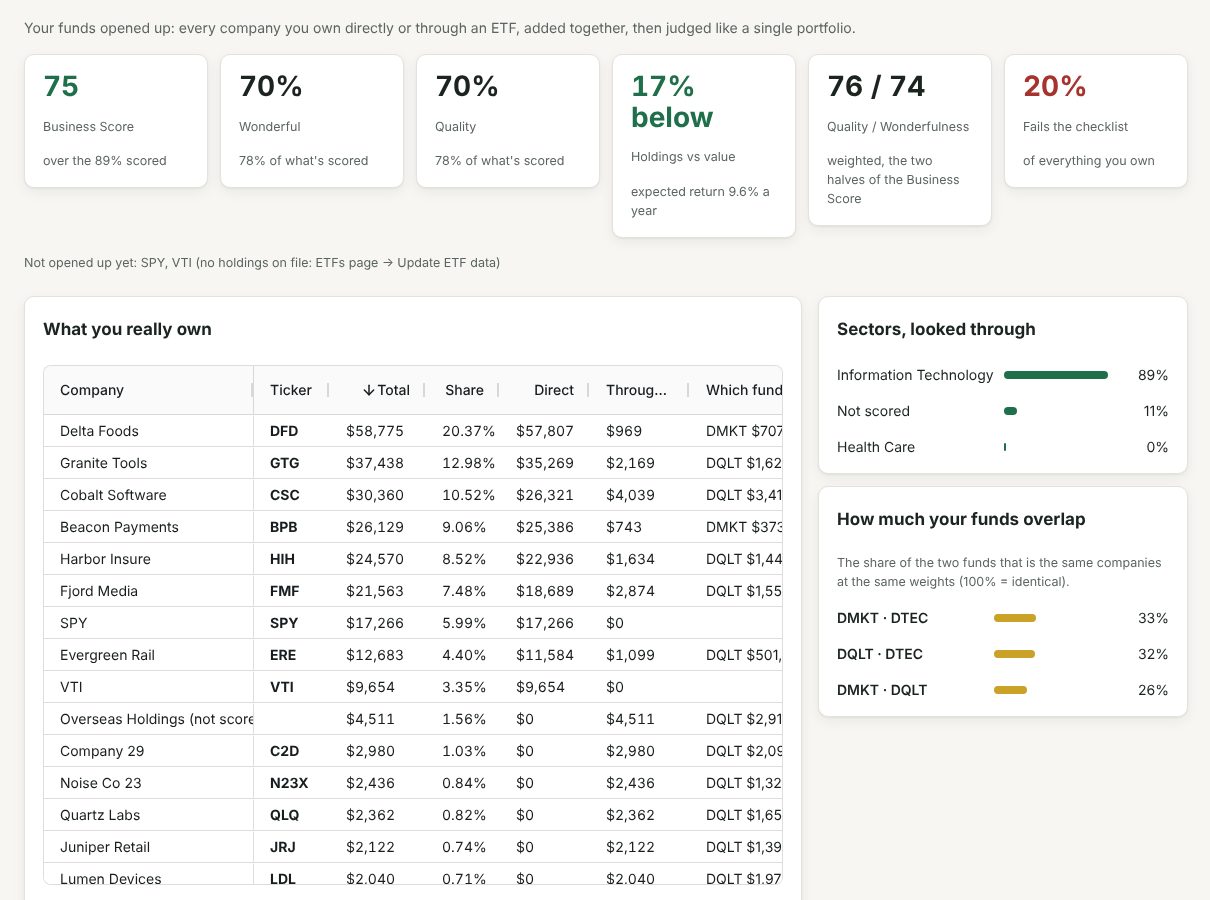 Your funds opened up: every company you own directly or through an ETF, added together, then judged like a single portfolio.
75
Business Score
over the 89% scored
70%
Wonderful
78% of what's scored
70%
Quality
78% of what's scored
17%
below
Holdings vs value
expected return 9.6% a
year
76 / 74
Quality / Wonderfulness
weighted, the two
halves of the Business
Score
20%
Fails the checklist
of everything you own
Not opened up yet: SPY, VTI (no holdings on file: ETFs page → Update ETF data)
What you really own
Company Ticker ↓ Total Share Direct Throug... Which fund
Delta Foods DFD $58,775 20.37% $57,807 $969 DMKT $707
Granite Tools GTG $37,438 12.98% $35,269 $2,169 DQLT $1,62
Cobalt Software CSC $30,360 10.52% $26,321 $4,039 DQLT $3,41
Beacon Payments BPB $26,129 9.06% $25,386 $743 DMKT $373
Harbor Insure HIH $24,570 8.52% $22,936 $1,634 DQLT $1,44
Fjord Media FMF $21,563 7.48% $18,689 $2,874 DQLT $1,55
SPY SPY $17,266 5.99% $17,266 $0
Evergreen Rail ERE $12,683 4.40% $11,584 $1,099 DQLT $501,
VTI VTI $9,654 3.35% $9,654 $0
Overseas Holdings (not score $4,511 1.56% $0 $4,511 DQLT $2,91
Company 29 C2D $2,980 1.03% $0 $2,980 DQLT $2,09
Noise Co 23 N23X $2,436 0.84% $0 $2,436 DQLT $1,32
Quartz Labs QLQ $2,362 0.82% $0 $2,362 DQLT $1,65
Juniper Retail JRJ $2,122 0.74% $0 $2,122 DQLT $1,39
Lumen Devices LDL $2,040 0.71% $0 $2,040 DQLT $1,97
Sectors, looked through
Information Technology 89%
Not scored 11%
Health Care 0%
How much your funds overlap
The share of the two funds that is the same companies
at the same weights (100% = identical).
DMKT · DTEC 33%
DQLT · DTEC 32%
DMKT · DQLT 26%